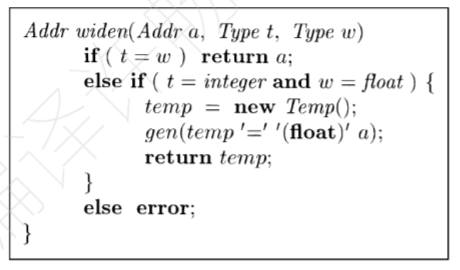 Addr widen(Addr a, Type t, Type w)
if ( t = w ) return a;
else if ( t = integer and w = float ) {
temp = new Temp();
gen(temp '=' '(float)' a);
return temp;
}
else error;
}